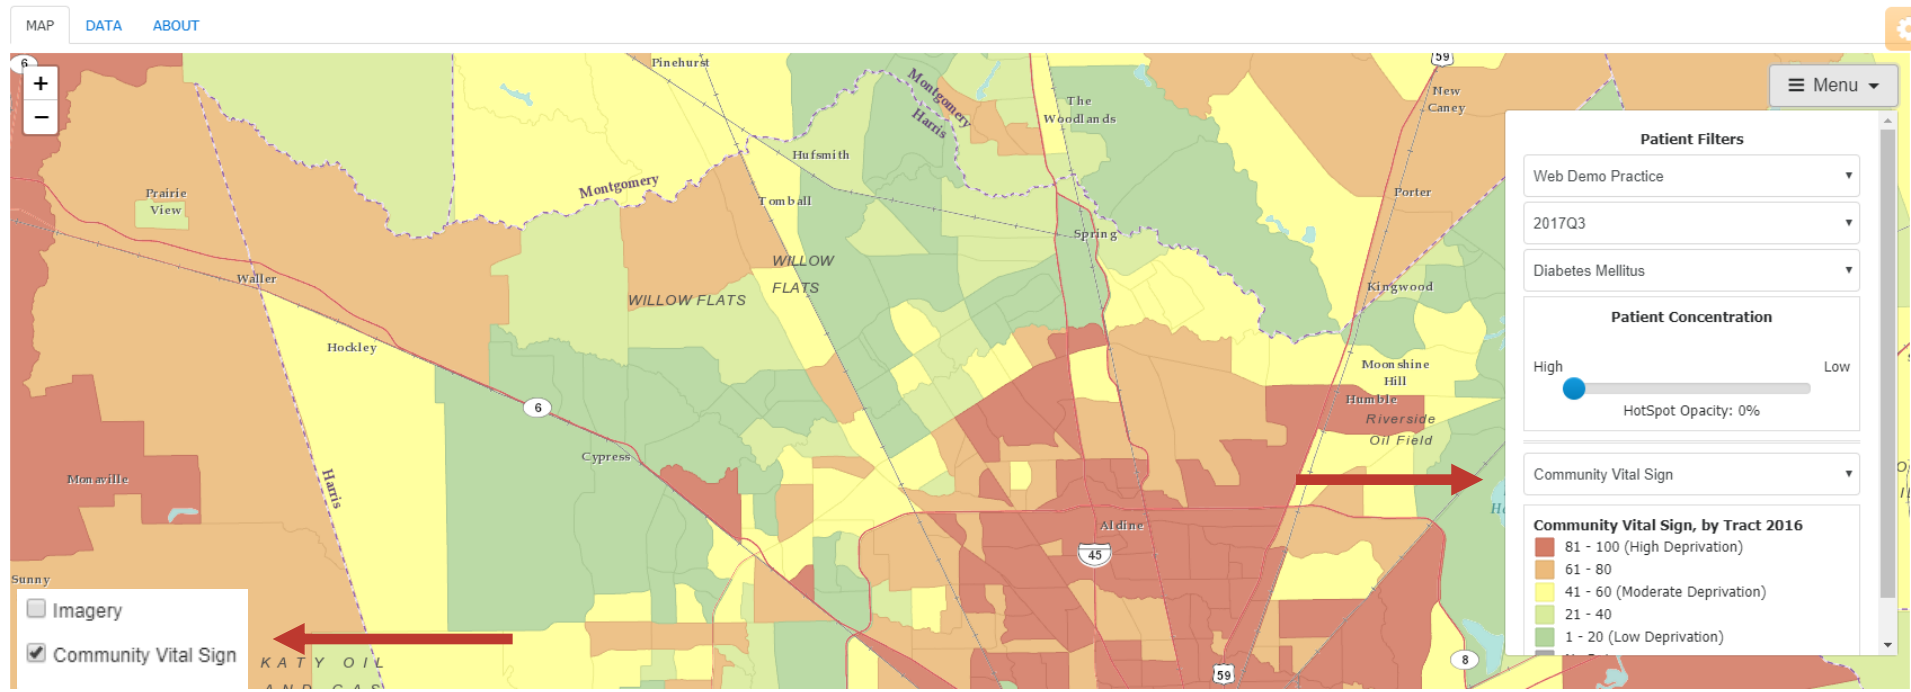 MAP
DATA
ABOUT
6
+
−
Pinehurst
Montgomery
Harris
The
Woodlands
59
New
Caney
Menu
Hufsmith
Montgomery
Prairie
View
Tomball
Porter
Spring
Waller
WILLOW
FLATS
WILLOW FLATS
Kingwood
Hockley
Moonshine
Hill
Humble
Riverside
Oil Field
6
Cypress
Monaville
Harris
Aldine
45
Sunny
Imagery
Community Vital Sign
KATY OIL
AND GAS
59
8
Patient Filters
Web Demo Practice
2017Q3
Diabetes Mellitus
Patient Concentration
High
Low
HotSpot Opacity: 0%
Community Vital Sign
Community Vital Sign, by Tract 2016
81 - 100 (High Deprivation)
61 - 80
41 - 60 (Moderate Deprivation)
21 - 40
1 - 20 (Low Deprivation)